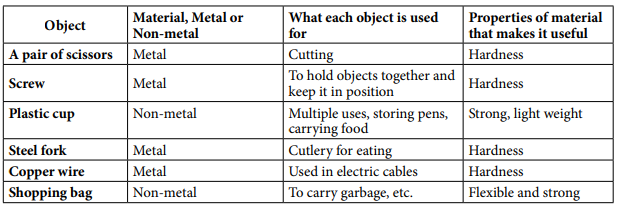 Object
Material, Metal or
Non-metal
What each object is used
for
Properties of material
that makes it useful
A pair of scissors
Metal
Cutting
Hardness
Screw
Metal
To hold objects together and
keep it in position
Hardness
Plastic cup
Non-metal
Multiple uses, storing pens,
carrying food
Strong, light weight
Steel fork
Metal
Cutlery for eating
Hardness
Copper wire
Metal
Used in electric cables
Hardness
Shopping bag
Non-metal
To carry garbage, etc.
Flexible and strong